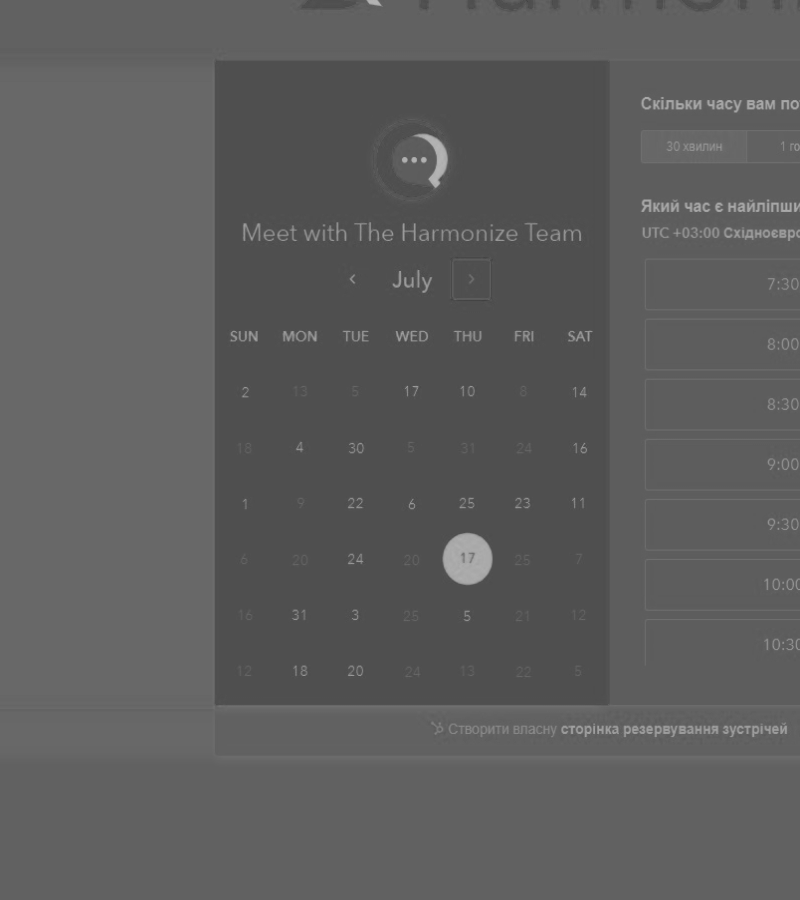 Harmoniz
Meet with The Harmonize Team
‹ July ›
SUN MON TUE WED THU FRI SAT
2 13 5 17 10 8 14
18 4 30 5 31 24 16
1 9 22 6 25 23 11
6 20 24 20 17 25 7
16 31 3 25 5 21 12
12 18 20 24 13 22 5
Скільки часу вам по
30 хвилин 1 го
Який час є найліпши
UTC +03:00 Східноєвро
7:30
8:00
8:30
9:00
9:30
10:00
10:30
Створити власну сторінка резервування зустрічей